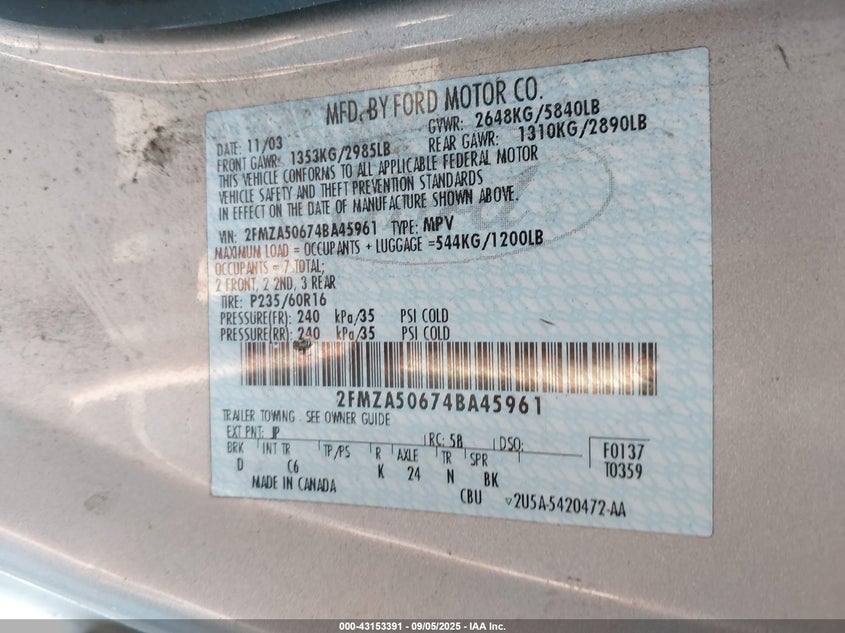 MFD. BY FORD MOTOR CO.
DATE: 11/03 GVWR: 2648KG/5840LB
FRONT GAWR: 1353KG/2985LB REAR GAWR: 1310KG/2890LB
THIS VEHICLE CONFORMS TO ALL APPLICABLE FEDERAL MOTOR
VEHICLE SAFETY AND THEFT PREVENTION STANDARDS
IN EFFECT ON THE DATE OF MANUFACTURE SHOWN ABOVE.
VIN: 2FMZA50674BA45961 TYPE: MPV
MAXIMUM LOAD = OCCUPANTS + LUGGAGE =544KG/1200LB
OCCUPANTS = 7 TOTAL;
2 FRONT, 2 2ND, 3 REAR
TIRE: P235/60R16
PRESSURE(FR): 240 kPa/35 PSI COLD
PRESSURE(RR): 240 kPa/35 PSI COLD
2FMZA50674BA45961
TRAILER TOWING - SEE OWNER GUIDE
EXT PNT: JP RC: 58 DSO: F0137
BRK INT TR TP/PS R AXLE TR SPR T0359
D C6 K 24 N BK
MADE IN CANADA CBU ▽2U5A-5420472-AA
000-43153391 - 09/05/2025 - IAA Inc.